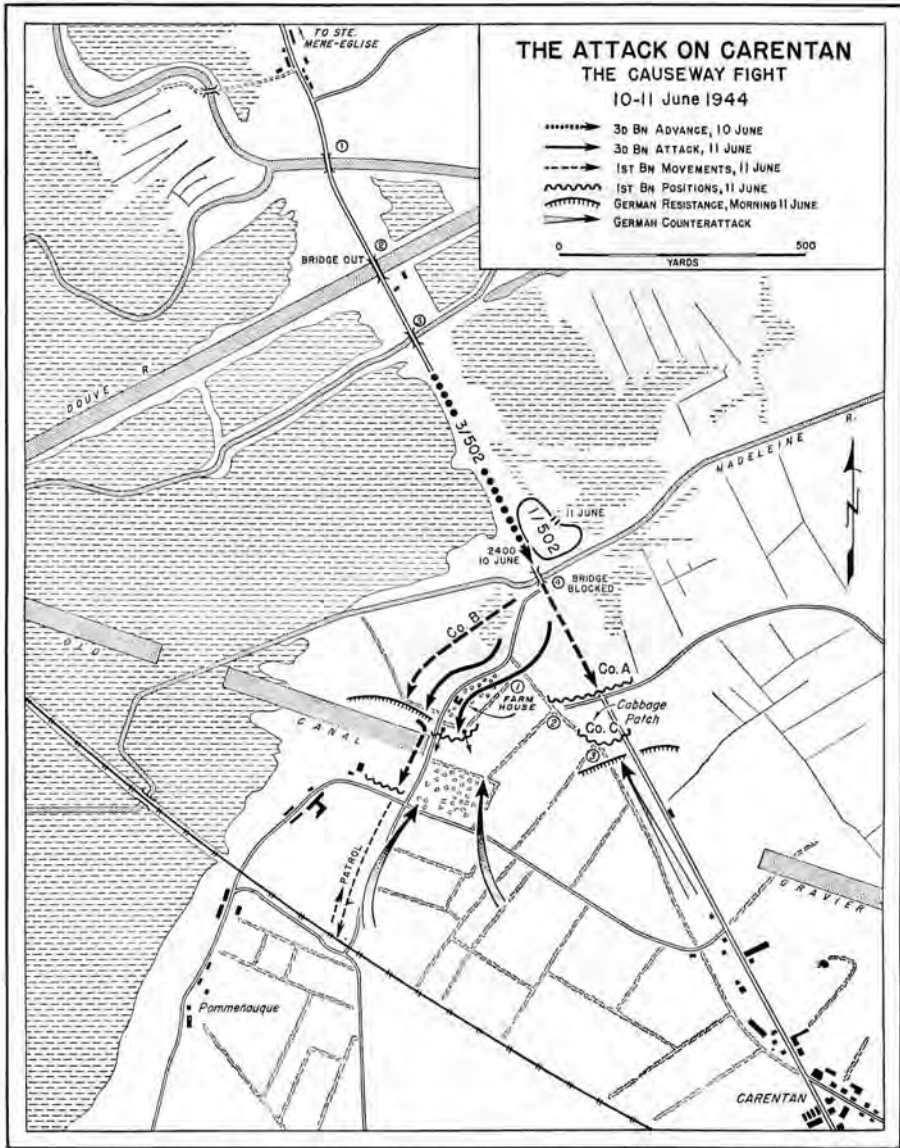 TO STE.
MERE-EGLISE
THE ATTACK ON CARENTAN
THE CAUSEWAY FIGHT
10-11 June 1944
3D BN ADVANCE, 10 JUNE
3D BN ATTACK, 11 JUNE
1ST BN MOVEMENTS, 11 JUNE
1ST BN POSITIONS, 11 JUNE
GERMAN RESISTANCE, MORNING 11 JUNE
GERMAN COUNTERATTACK
0 500
YARDS
1
2
BRIDGE OUT
3
DOUVE R.
3/502
MADELEINE R.
11 JUNE
1/502
2400
10 JUNE
4
BRIDGE
BLOCKED
Co. B
OLD
CANAL
Co. A
1
FARM
HOUSE
2
Cabbage
Patch
Co. C
3
PATROL
GRAVIER
Pommenauque
CARENTAN